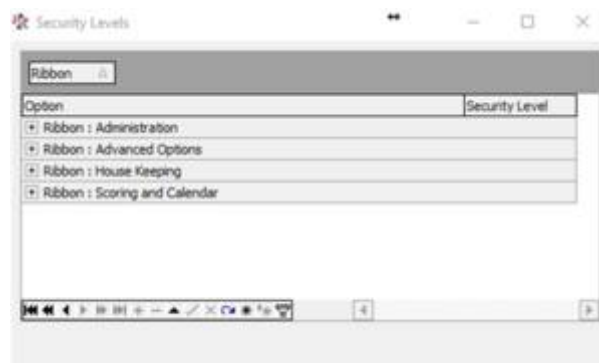 Security Levels
Ribbon
Option Security Level
Ribbon : Administration
Ribbon : Advanced Options
Ribbon : House Keeping
Ribbon : Scoring and Calendar